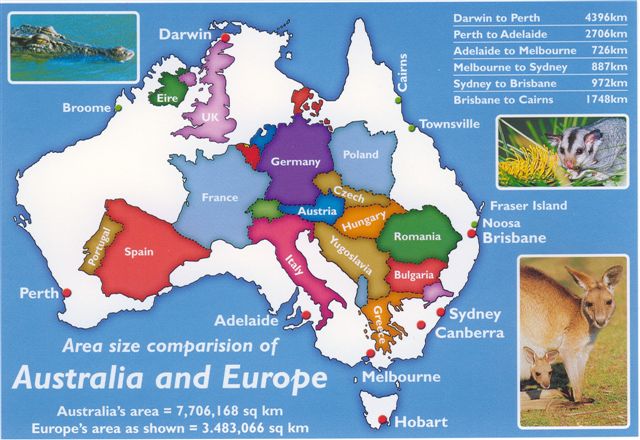 Darwin to Perth 4396km
Perth to Adelaide 2706km
Adelaide to Melbourne 726km
Melbourne to Sydney 887km
Sydney to Brisbane 972km
Brisbane to Cairns 1748km
Darwin
Cairns
Broome
Eire
UK
Townsville
Germany
Poland
France
Czech
Austria
Hungary
Fraser Island
Noosa
Brisbane
Portugal
Spain
Italy
Yugoslavia
Romania
Bulgaria
Greece
Perth
Adelaide
Sydney
Canberra
Melbourne
Hobart
Area size comparision of
Australia and Europe
Australia's area = 7,706,168 sq km
Europe's area as shown = 3.483,066 sq km